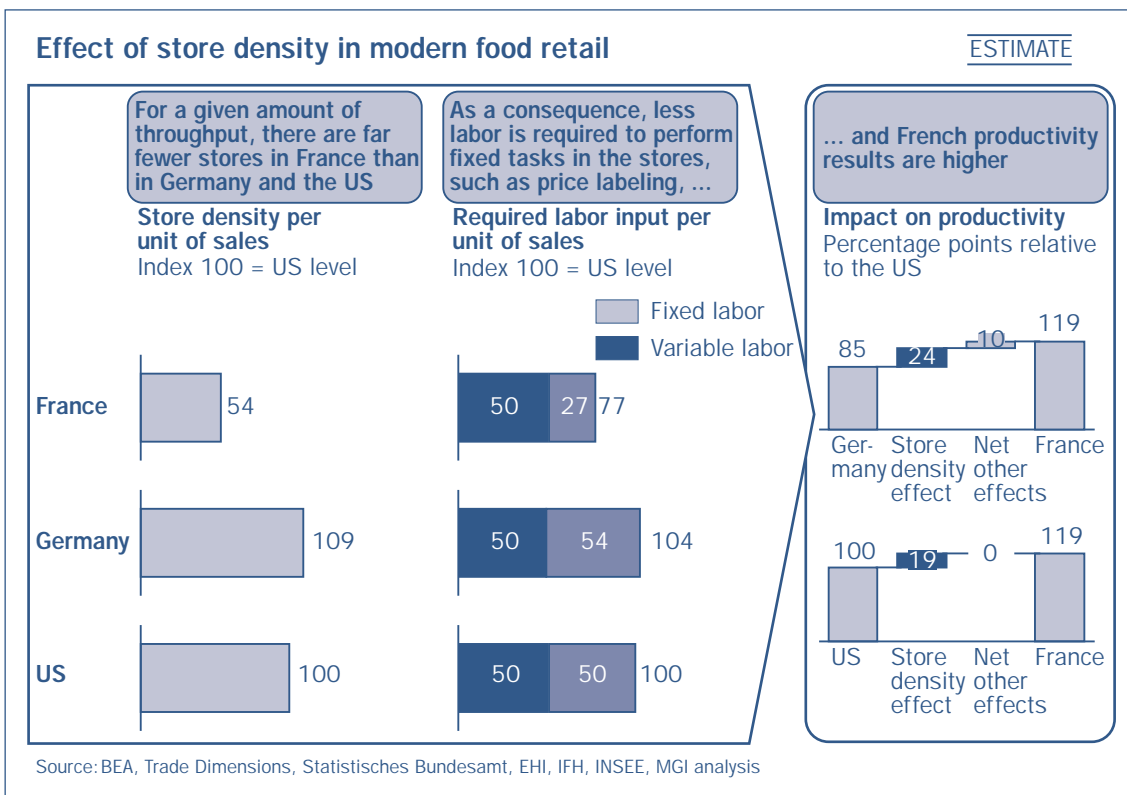 Effect of store density in modern food retail
ESTIMATE
For a given amount of
throughput, there are far
fewer stores in France than
in Germany and the US
As a consequence, less
labor is required to perform
fixed tasks in the stores,
such as price labeling, ...
... and French productivity
results are higher
Store density per
unit of sales
Index 100 = US level
Required labor input per
unit of sales
Index 100 = US level
Impact on productivity
Percentage points relative
to the US
Fixed labor
Variable labor
France
54
50 27 77
Germany
109
50 54 104
US
100
50 50 100
85 24 10 119
Ger-
many
Store
density
effect
Net
other
effects
France
100 19 0 119
US
Store
density
effect
Net
other
effects
France
Source: BEA, Trade Dimensions, Statistisches Bundesamt, EHI, IFH, INSEE, MGI analysis